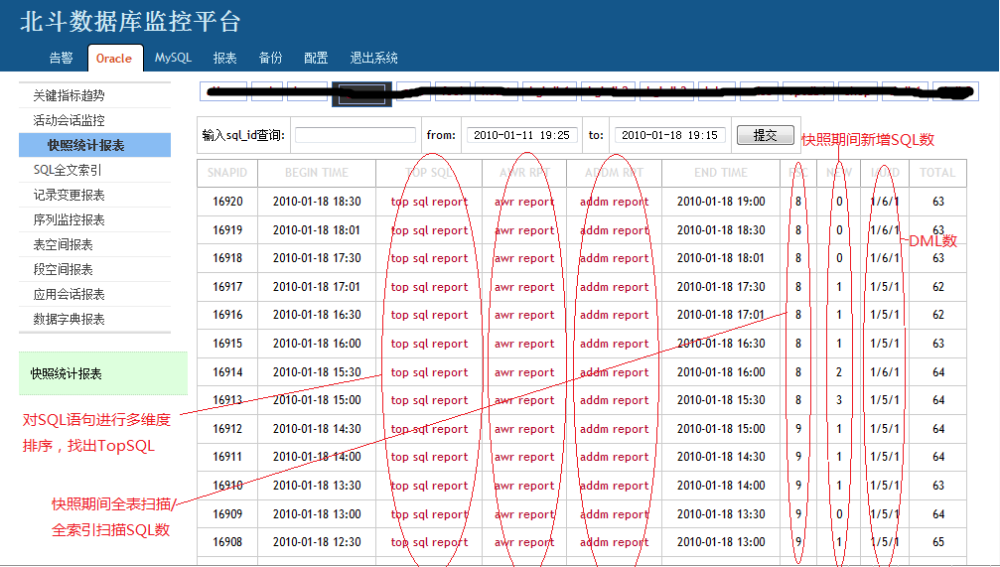 北斗数据库监控平台
告警 Oracle MySQL 报表 备份 配置 退出系统
关键指标趋势
活动会话监控
快照统计报表
SQL全文索引
记录变更报表
序列监控报表
表空间报表
段空间报表
应用会话报表
数据字典报表
快照统计报表
对SQL语句进行多维度
排序，找出TopSQL
快照期间全表扫描/
全索引扫描SQL数
输入sql_id查询: from: 2010-01-11 19:25 to: 2010-01-18 19:15 提交
快照期间新增SQL数
SNAPID BEGIN TIME TOP SQL AWR RPT ADDM RPT END TIME NEW TOTAL
16920 2010-01-18 18:30 top sql report awr report addm report 2010-01-18 19:00 8 0 1/6/1 63
16919 2010-01-18 18:01 top sql report awr report addm report 2010-01-18 18:30 8 0 1/6/1 63
DML数
16918 2010-01-18 17:30 top sql report awr report addm report 2010-01-18 18:01 8 0 1/6/1 63
16917 2010-01-18 17:01 top sql report awr report addm report 2010-01-18 17:30 8 1 1/5/1 62
16916 2010-01-18 16:30 top sql report awr report addm report 2010-01-18 17:01 8 1 1/5/1 62
16915 2010-01-18 16:00 top sql report awr report addm report 2010-01-18 16:30 8 1 1/5/1 63
16914 2010-01-18 15:30 top sql report awr report addm report 2010-01-18 16:00 8 2 1/6/1 64
16913 2010-01-18 15:00 top sql report awr report addm report 2010-01-18 15:30 8 3 1/5/1 64
16912 2010-01-18 14:30 top sql report awr report addm report 2010-01-18 15:00 9 1 1/5/1 64
16911 2010-01-18 14:00 top sql report awr report addm report 2010-01-18 14:30 9 1 1/5/1 64
16910 2010-01-18 13:30 top sql report awr report addm report 2010-01-18 14:00 9 1 1/5/1 63
16909 2010-01-18 13:00 top sql report awr report addm report 2010-01-18 13:30 9 0 1/5/1 64
16908 2010-01-18 12:30 top sql report awr report addm report 2010-01-18 13:00 9 1 1/5/1 65